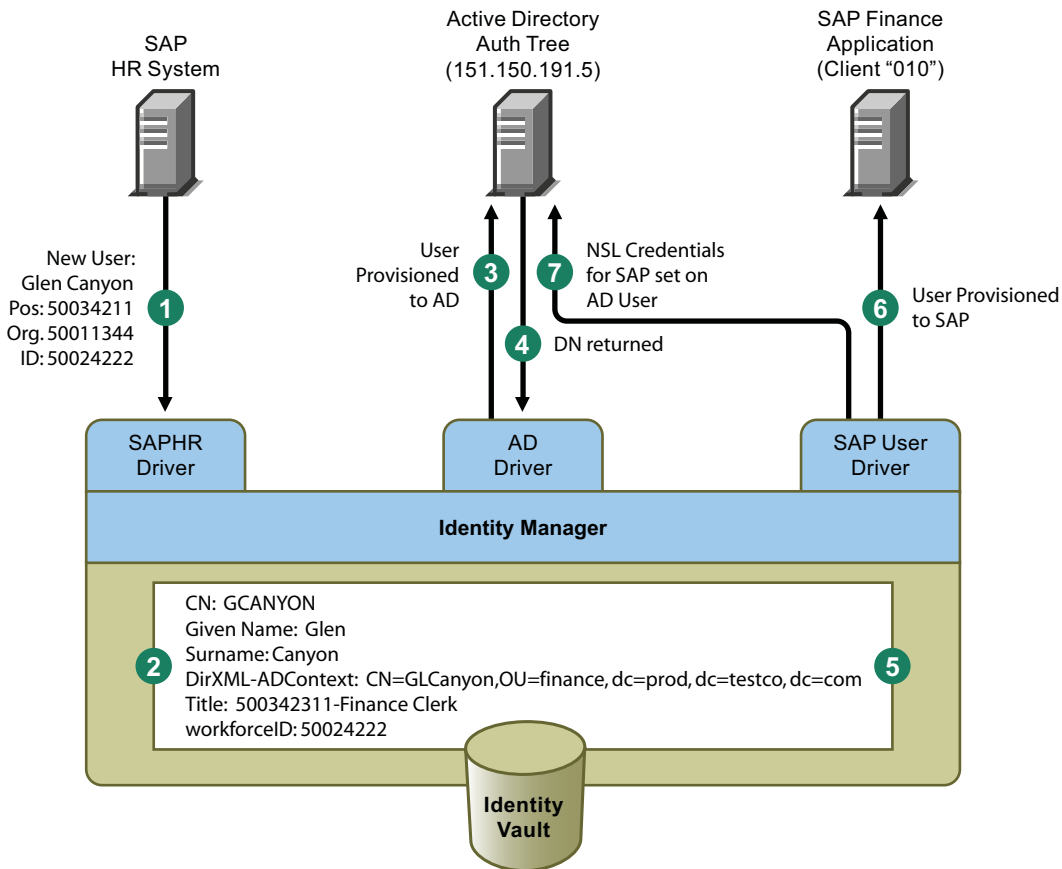 SAP
HR System
Active Directory
Auth Tree
(151.150.191.5)
SAP Finance
Application
(Client “010”)
New User:
Glen Canyon
Pos: 50034211
Org. 50011344
ID: 50024222
1
User
Provisioned
to AD
3
4
DN returned
7
NSL Credentials
for SAP set on
AD User
6
User Provisioned
to SAP
SAPHR
Driver
AD
Driver
SAP User
Driver
Identity Manager
2
CN: GCANYON
Given Name: Glen
Surname: Canyon
DirXML-ADContext: CN=GLCanyon,OU=finance, dc=prod, dc=testco, dc=com
Title: 500342311-Finance Clerk
workforceID: 50024222
5
Identity
Vault